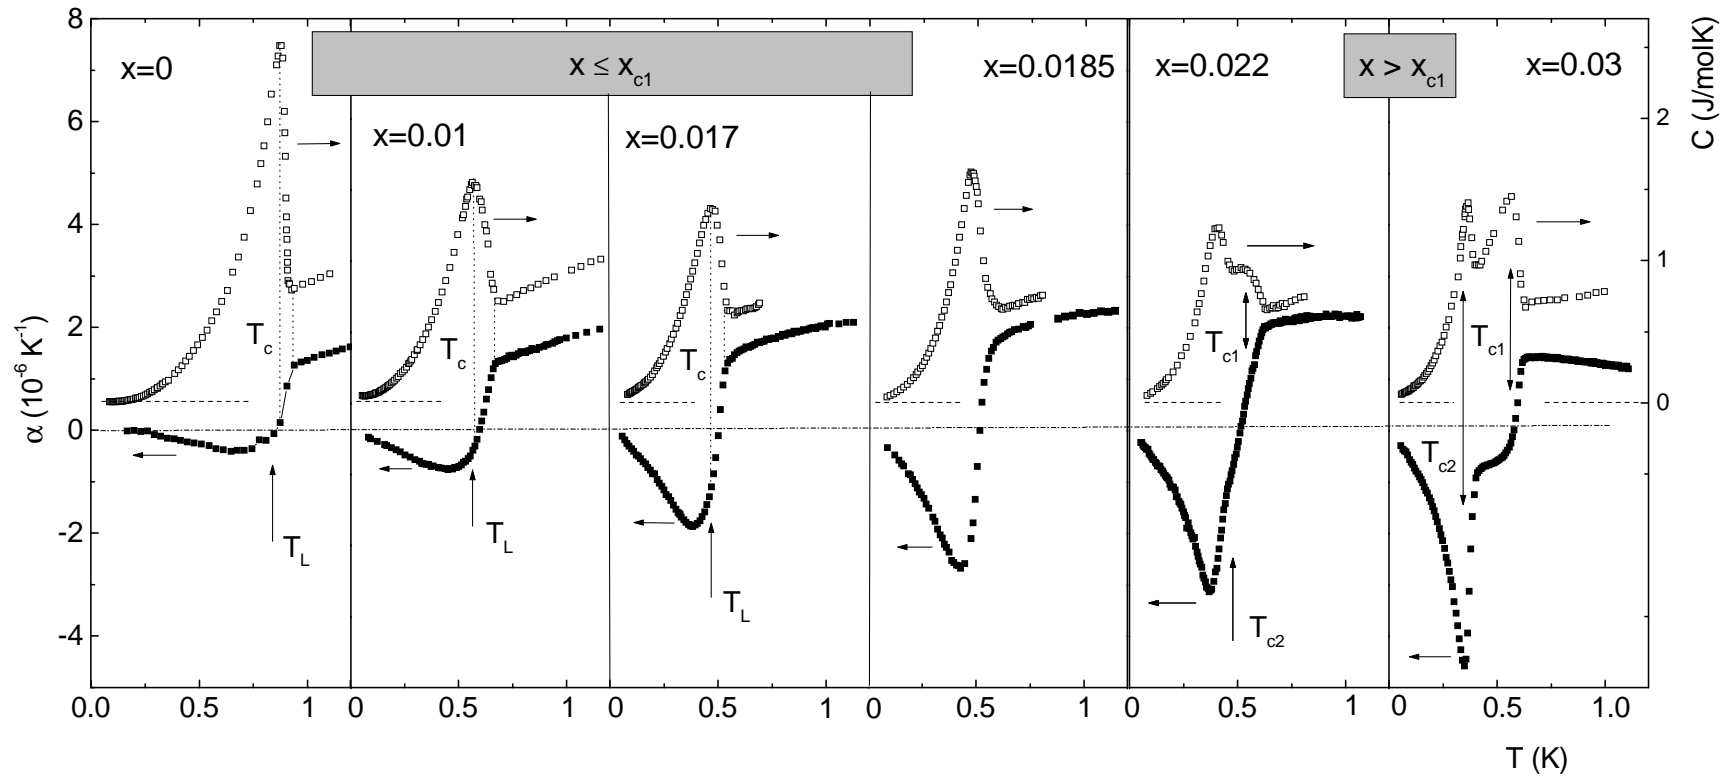 8
6
4
2
0
-2
-4
α (10⁻⁶ K⁻¹)
x=0
x ≤ x_c1
x=0.01
x=0.017
x=0.0185
x=0.022
x > x_c1
x=0.03
2
1
0
C (J/molK)
T_c
T_c
T_c
T_c1
T_c1
T_c2
T_L
T_L
T_L
T_c2
0.0
0.5
0
0.5
1
0
0.5
1
0
0.5
1
0
0.5
1
0
0.5
1.0
T (K)